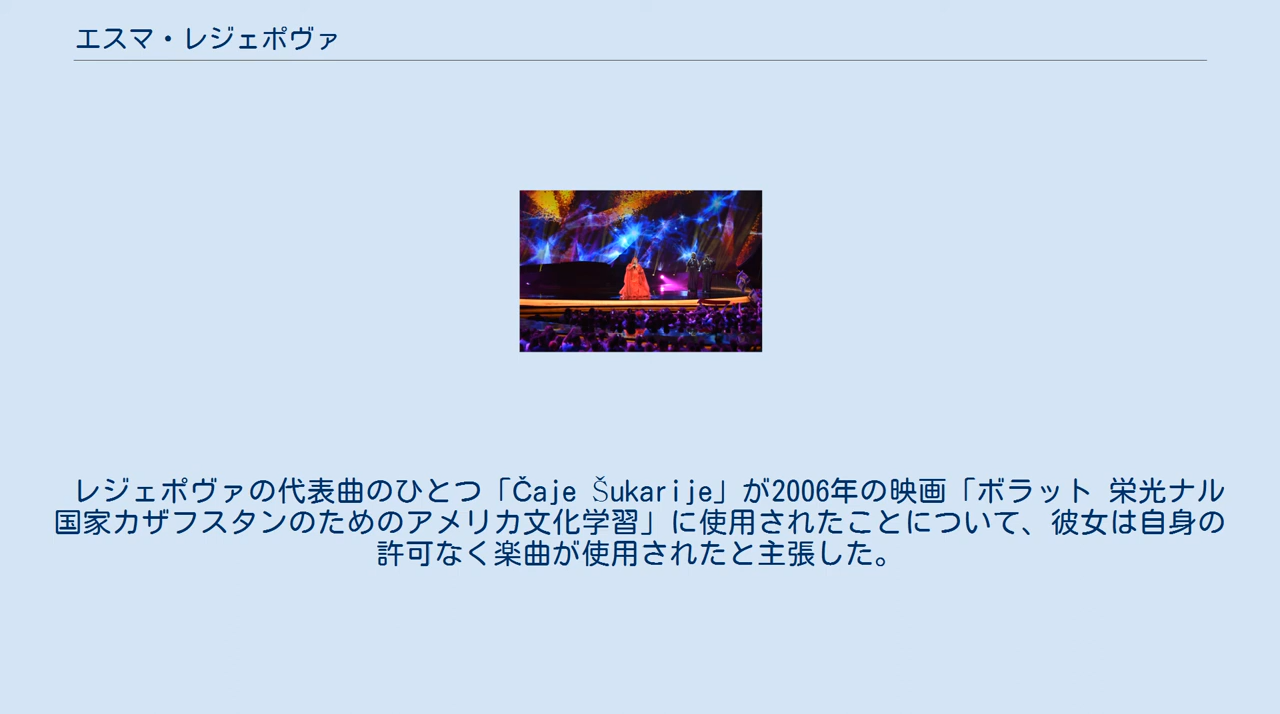 エスマ・レジェポヴァ
レジェポヴァの代表曲のひとつ「Čaje Šukarije」が2006年の映画「ボラット 栄光ナル
国家カザフスタンのためのアメリカ文化学習」に使用されたことについて、彼女は自身の
許可なく楽曲が使用されたと主張した。